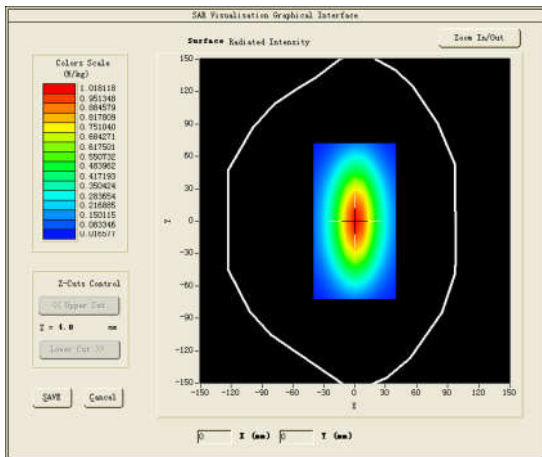 SAR Visualisation Graphical Interface
Surface Radiated Intensity
Zoom In/Out
Colors Scale
(W/kg)
1.018118
0.951348
0.884579
0.817809
0.751040
0.684271
0.617501
0.550732
0.483962
0.417193
0.350424
0.283654
0.216885
0.150115
0.083346
0.016577
150
120
90
60
30
0
-30
-60
-90
-120
-150
Y
-150 -120 -90 -60 -30 0 30 60 90 120 150
X
Z-Cuts Control
<< Upper Cut
Z = 4.0 mm
Lower Cut >>
SAVE Cancel
0 X (mm) 0 Y (mm)